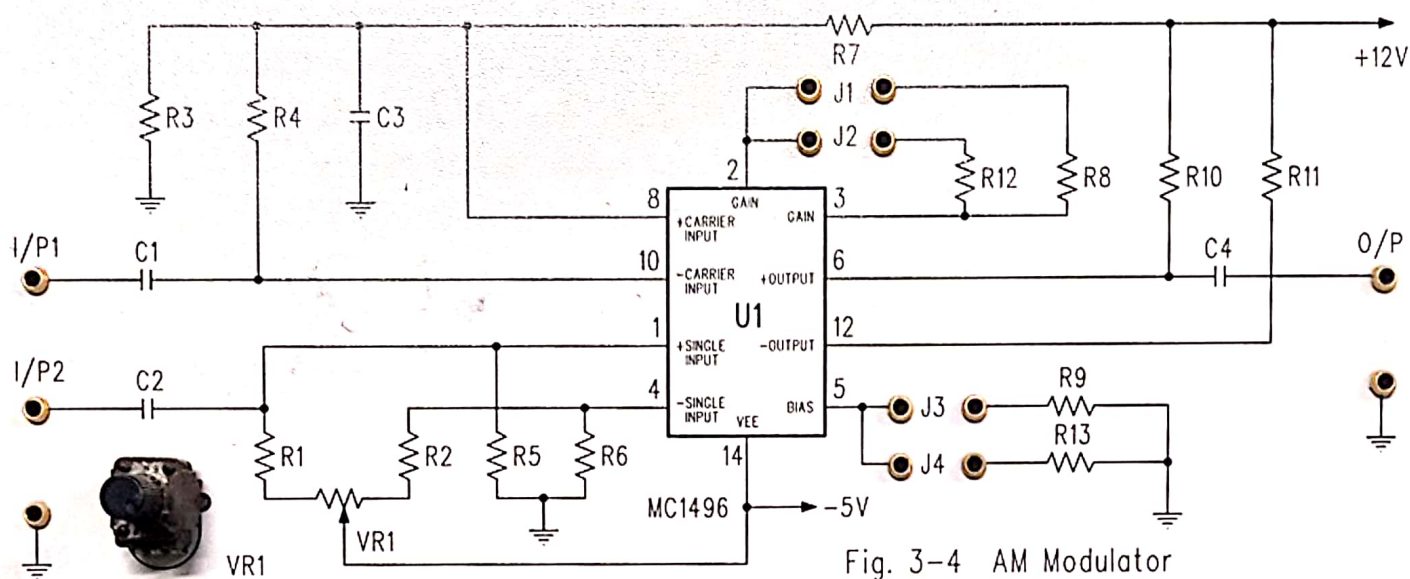 R7
+12V
J1
J2
R3
R4
C3
R12
R8
R10
R11
2
8
GAIN
GAIN
3
+CARRIER
INPUT
I/P1
C1
10
-CARRIER
INPUT
+OUTPUT
6
C4
O/P
U1
1
+SINGLE
INPUT
-OUTPUT
12
I/P2
C2
4
-SINGLE
INPUT
BIAS
5
J3
R9
VEE
J4
R13
R1
R2
R5
R6
14
MC1496
-5V
VR1
VR1
Fig. 3-4 AM Modulator